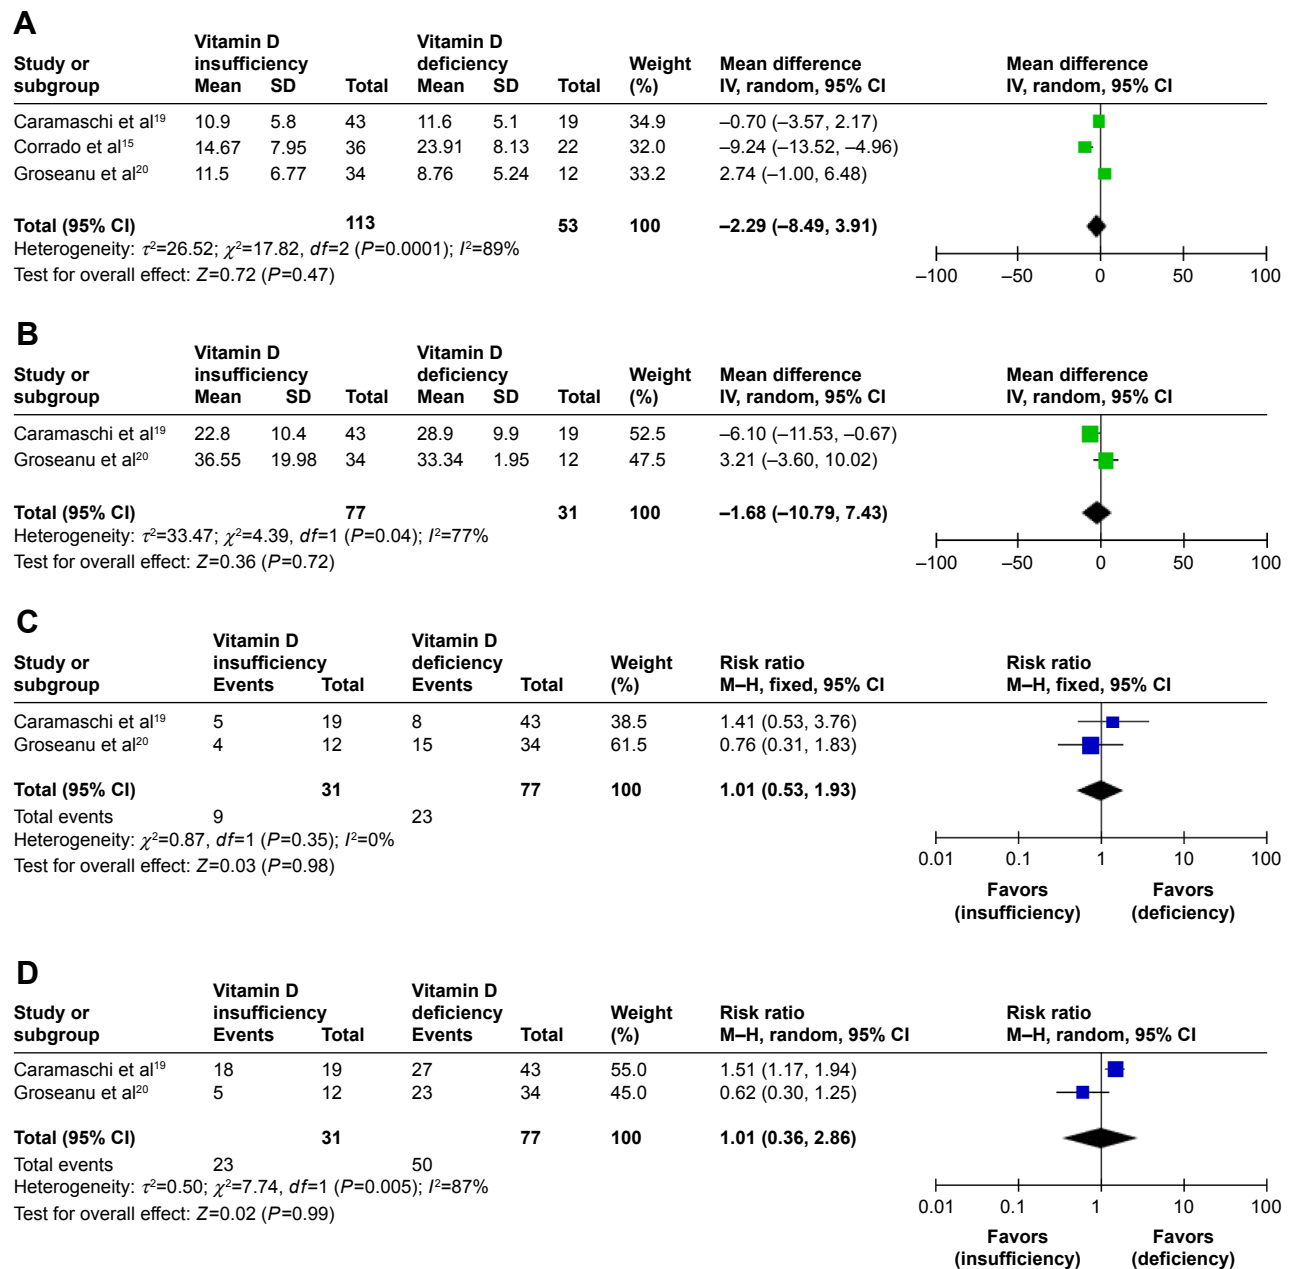 A
Vitamin D Vitamin D
Study or insufficiency deficiency Weight Mean difference Mean difference
subgroup Mean SD Total Mean SD Total (%) IV, random, 95% CI IV, random, 95% CI
Caramaschi et al19 10.9 5.8 43 11.6 5.1 19 34.9 –0.70 (–3.57, 2.17)
Corrado et al15 14.67 7.95 36 23.91 8.13 22 32.0 –9.24 (–13.52, –4.96)
Groseanu et al20 11.5 6.77 34 8.76 5.24 12 33.2 2.74 (–1.00, 6.48)
Total (95% CI) 113 53 100 –2.29 (–8.49, 3.91)
Heterogeneity: τ2=26.52; χ2=17.82, df=2 (P=0.0001); I2=89%
Test for overall effect: Z=0.72 (P=0.47)
–100 –50 0 50 100
B
Vitamin D Vitamin D
Study or insufficiency deficiency Weight Mean difference Mean difference
subgroup Mean SD Total Mean SD Total (%) IV, random, 95% CI IV, random, 95% CI
Caramaschi et al19 22.8 10.4 43 28.9 9.9 19 52.5 –6.10 (–11.53, –0.67)
Groseanu et al20 36.55 19.98 34 33.34 1.95 12 47.5 3.21 (–3.60, 10.02)
Total (95% CI) 77 31 100 –1.68 (–10.79, 7.43)
Heterogeneity: τ2=33.47; χ2=4.39, df=1 (P=0.04); I2=77%
Test for overall effect: Z=0.36 (P=0.72)
–100 –50 0 50 100
C
Vitamin D Vitamin D
Study or insufficiency deficiency Weight Risk ratio Risk ratio
subgroup Events Total Events Total (%) M–H, fixed, 95% CI M–H, fixed, 95% CI
Caramaschi et al19 5 19 8 43 38.5 1.41 (0.53, 3.76)
Groseanu et al20 4 12 15 34 61.5 0.76 (0.31, 1.83)
Total (95% CI) 31 77 100 1.01 (0.53, 1.93)
Total events 9 23
Heterogeneity: χ2=0.87, df=1 (P=0.35); I2=0%
Test for overall effect: Z=0.03 (P=0.98)
0.01 0.1 1 10 100
Favors Favors
(insufficiency) (deficiency)
D
Vitamin D Vitamin D
Study or insufficiency deficiency Weight Risk ratio Risk ratio
subgroup Events Total Events Total (%) M–H, random, 95% CI M–H, random, 95% CI
Caramaschi et al19 18 19 27 43 55.0 1.51 (1.17, 1.94)
Groseanu et al20 5 12 23 34 45.0 0.62 (0.30, 1.25)
Total (95% CI) 31 77 100 1.01 (0.36, 2.86)
Total events 23 50
Heterogeneity: τ2=0.50; χ2=7.74, df=1 (P=0.005); I2=87%
Test for overall effect: Z=0.02 (P=0.99)
0.01 0.1 1 10 100
Favors Favors
(insufficiency) (deficiency)